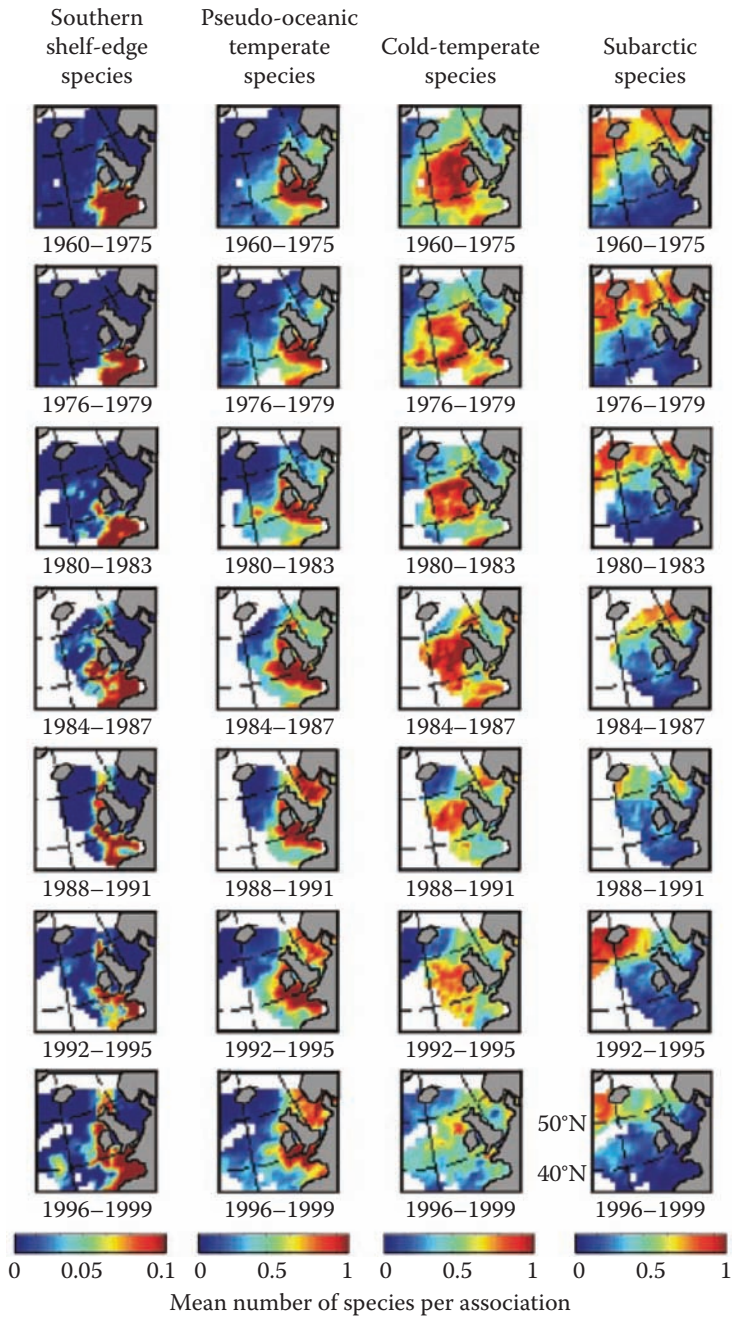 Southern shelf-edge species
Pseudo-oceanic temperate species
Cold-temperate species
Subarctic species
1960–1975 1960–1975 1960–1975 1960–1975
1976–1979 1976–1979 1976–1979 1976–1979
1980–1983 1980–1983 1980–1983 1980–1983
1984–1987 1984–1987 1984–1987 1984–1987
1988–1991 1988–1991 1988–1991 1988–1991
1992–1995 1992–1995 1992–1995 1992–1995
50°N
40°N
1996–1999 1996–1999 1996–1999 1996–1999
0 0.05 0.1 0 0.5 1 0 0.5 1 0 0.5 1
Mean number of species per association